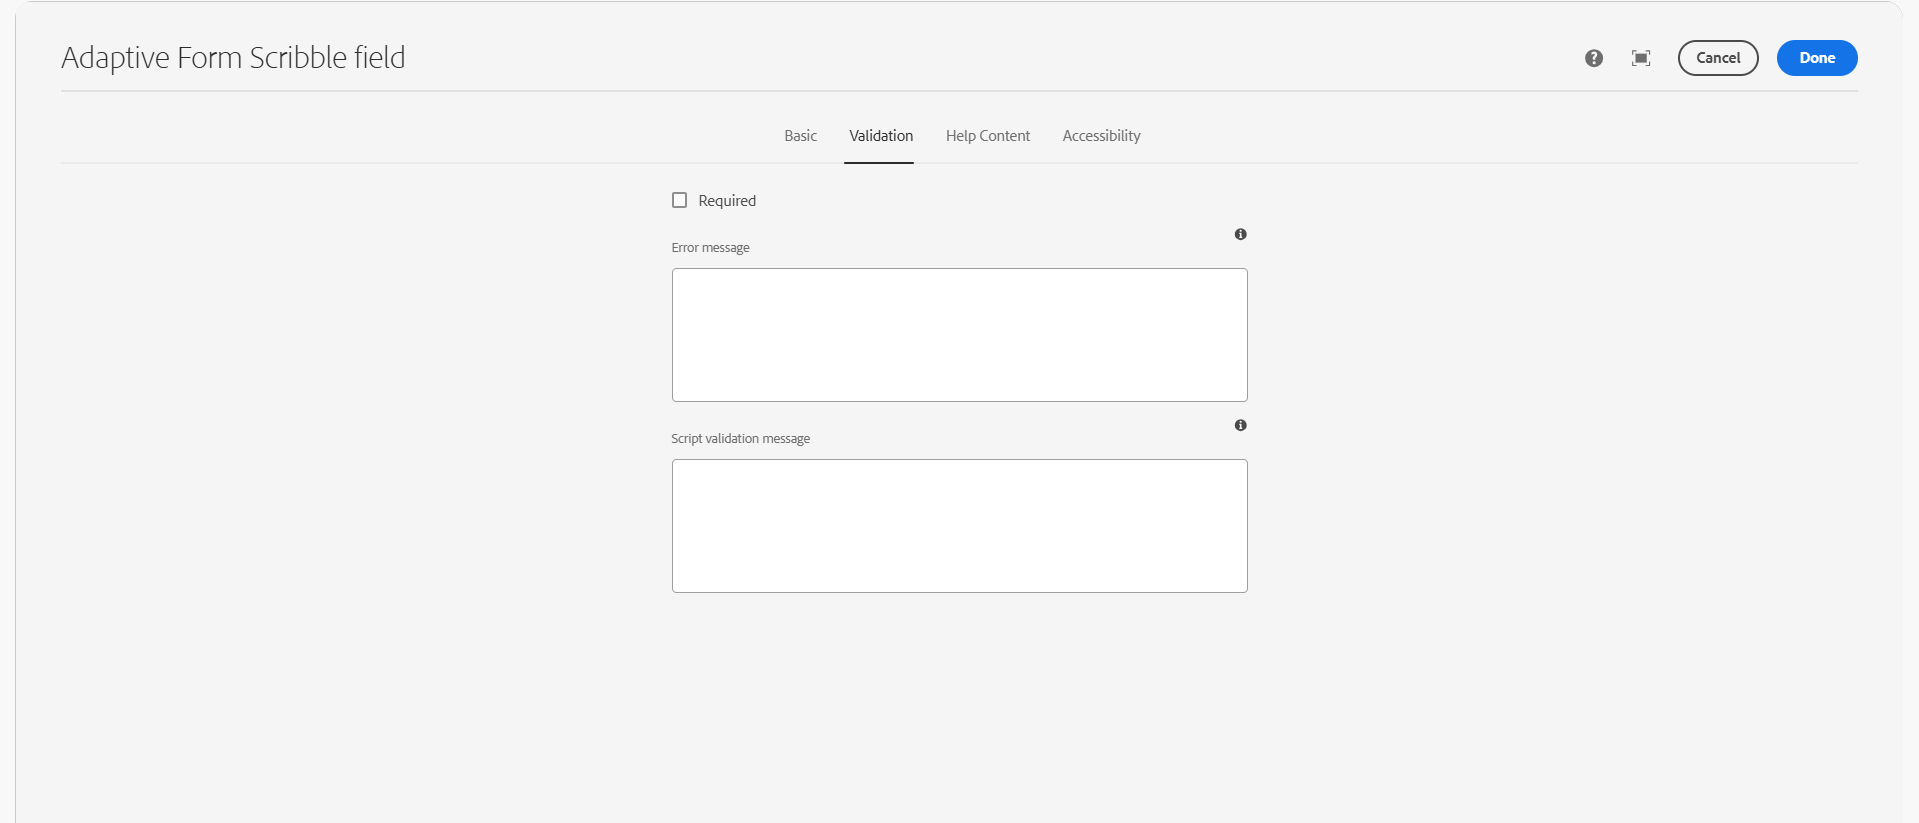 Adaptive Form Scribble field
Cancel
Done
Basic
Validation
Help Content
Accessibility
Required
Error message
Script validation message